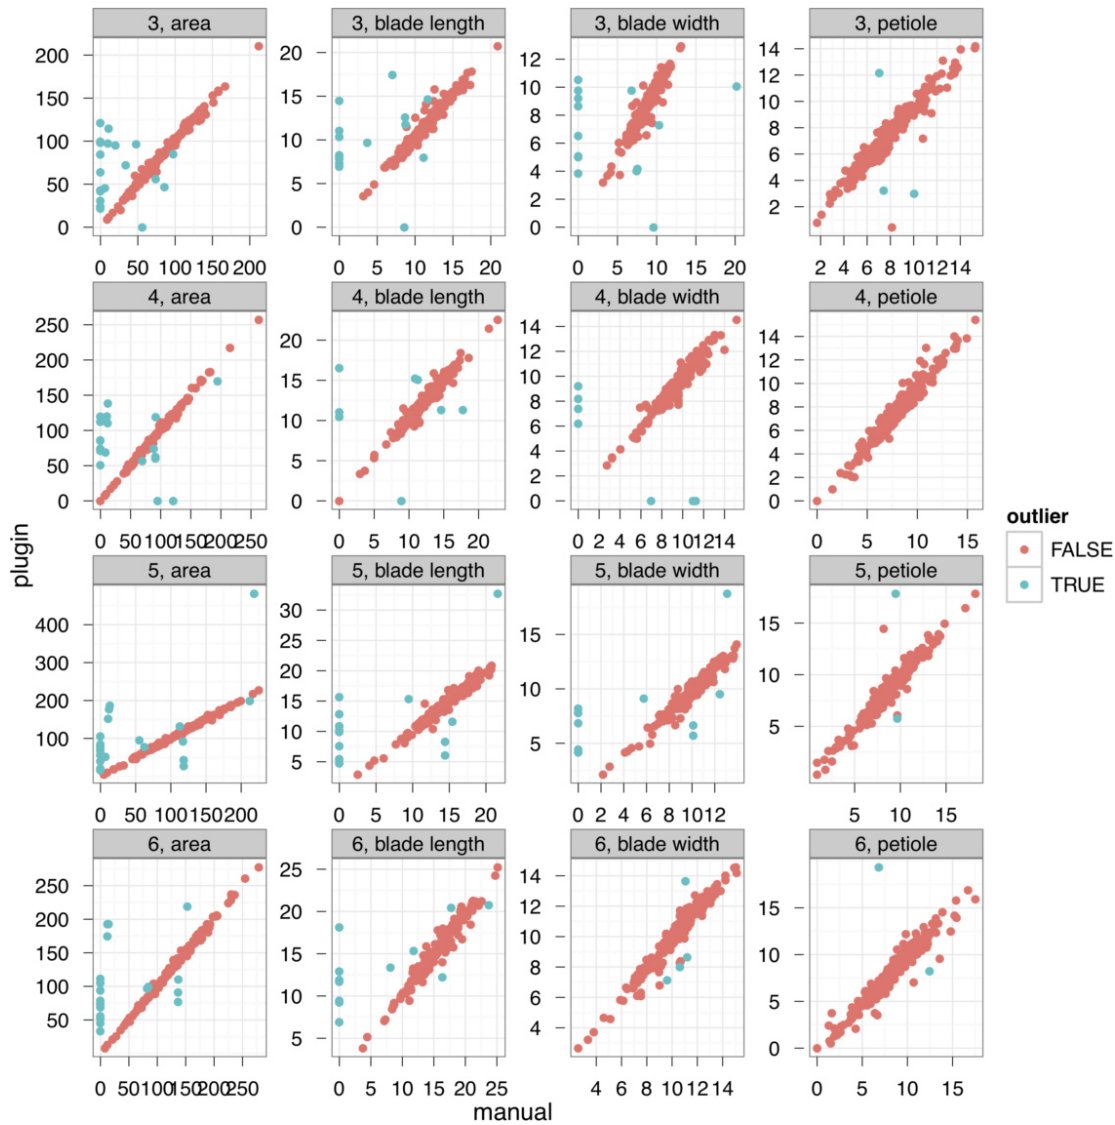 3, area
200
150
100
50
0
0 50 100 150 200
3, blade length
20
15
10
5
0
0 5 10 15 20
3, blade width
12
10
8
6
4
2
0
0 5 10 15 20
3, petiole
14
12
10
8
6
4
2
2 4 6 8 10 12 14
4, area
250
200
150
100
50
0
0 50 100 150 200 250
4, blade length
20
15
10
5
0
0 5 10 15 20
4, blade width
14
12
10
8
6
4
2
0
0 2 4 6 8 10 12 14
4, petiole
14
12
10
8
6
4
2
0
0 5 10 15
5, area
400
300
200
100
0 50 100 150 200
5, blade length
30
25
20
15
10
5
0 5 10 15 20
5, blade width
15
10
5
0 2 4 6 8 10 12
5, petiole
15
10
5
5 10 15
6, area
250
200
150
100
50
0 50 100 150 200 250
6, blade length
25
20
15
10
5
0 5 10 15 20 25
6, blade width
14
12
10
8
6
4
4 6 8 10 12 14
6, petiole
15
10
5
0
0 5 10 15
plugin
manual
outlier
FALSE
TRUE